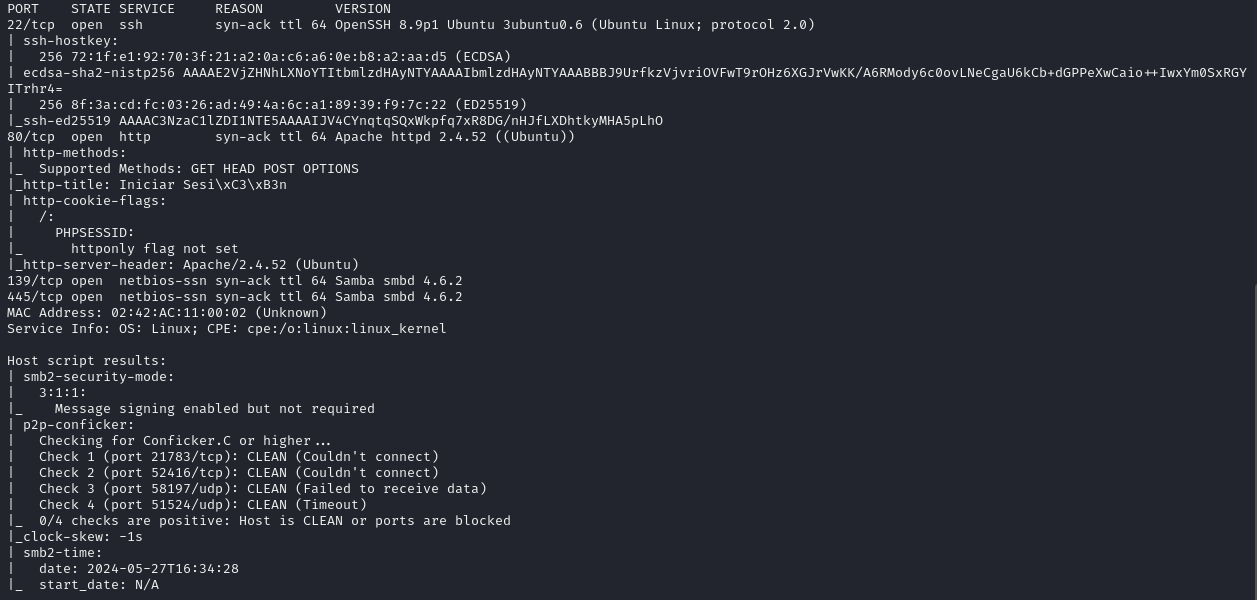 PORT    STATE SERVICE     REASON         VERSION
22/tcp  open  ssh         syn-ack ttl 64 OpenSSH 8.9p1 Ubuntu 3ubuntu0.6 (Ubuntu Linux; protocol 2.0)
| ssh-hostkey:
|   256 72:1f:e1:92:70:3f:21:a2:0a:c6:a6:0e:b8:a2:aa:d5 (ECDSA)
| ecdsa-sha2-nistp256 AAAAE2VjZHNhLXNoYTItbmlzdHAyNTYAAAAIbmlzdHAyNTYAAABBBJ9UrfkzVjvriOVFwT9rOHz6XGJrVwKK/A6RMody6c0ovLNeCgaU6kCb+dGPPeXwCaio++IwxYm0SxRGY
ITrhr4=
|   256 8f:3a:cd:fc:03:26:ad:49:4a:6c:a1:89:39:f9:7c:22 (ED25519)
|_ssh-ed25519 AAAAC3NzaC1lZDI1NTE5AAAAIJV4CYnqtqSQxWkpfq7xR8DG/nHJfLXDhtkyMHA5pLhO
80/tcp  open  http        syn-ack ttl 64 Apache httpd 2.4.52 ((Ubuntu))
| http-methods:
|_  Supported Methods: GET HEAD POST OPTIONS
|_http-title: Iniciar Sesi\xC3\xB3n
| http-cookie-flags:
|   /:
|     PHPSESSID:
|_      httponly flag not set
|_http-server-header: Apache/2.4.52 (Ubuntu)
139/tcp open  netbios-ssn syn-ack ttl 64 Samba smbd 4.6.2
445/tcp open  netbios-ssn syn-ack ttl 64 Samba smbd 4.6.2
MAC Address: 02:42:AC:11:00:02 (Unknown)
Service Info: OS: Linux; CPE: cpe:/o:linux:linux_kernel

Host script results:
| smb2-security-mode:
|   3:1:1:
|_    Message signing enabled but not required
| p2p-conficker:
|   Checking for Conficker.C or higher...
|   Check 1 (port 21783/tcp): CLEAN (Couldn't connect)
|   Check 2 (port 52416/tcp): CLEAN (Couldn't connect)
|   Check 3 (port 58197/udp): CLEAN (Failed to receive data)
|   Check 4 (port 51524/udp): CLEAN (Timeout)
|_  0/4 checks are positive: Host is CLEAN or ports are blocked
|_clock-skew: -1s
| smb2-time:
|   date: 2024-05-27T16:34:28
|_  start_date: N/A